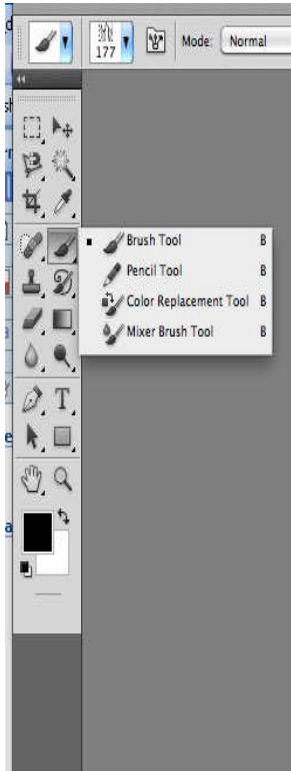 177 Mode: Normal
Brush Tool B
Pencil Tool B
Color Replacement Tool B
Mixer Brush Tool B
T